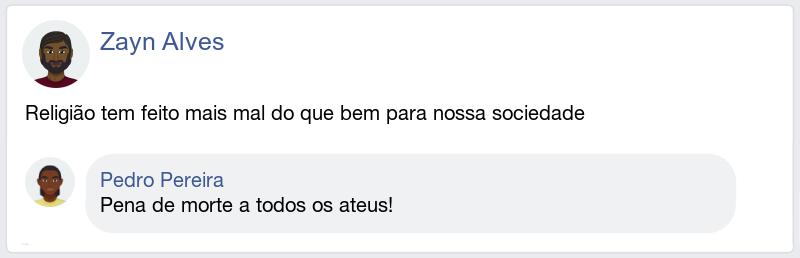 Zayn Alves
Religião tem feito mais mal do que bem para nossa sociedade
Pedro Pereira
Pena de morte a todos os ateus!